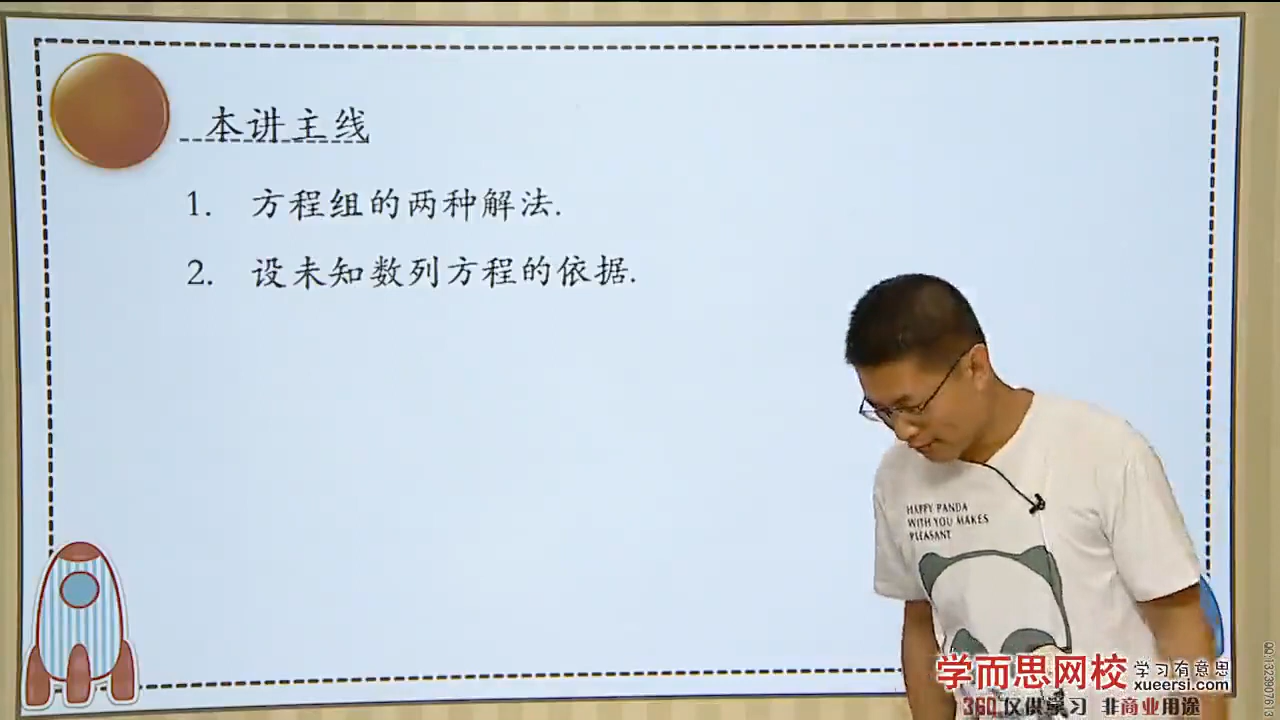 本讲主线
1. 方程组的两种解法.
2. 设未知数列方程的依据.
HAPPY PANDA
WITH YOU MAKES
PLEASANT
学而思网校 学习有意思
xueersi.com
360 仅供学习 非商业用途